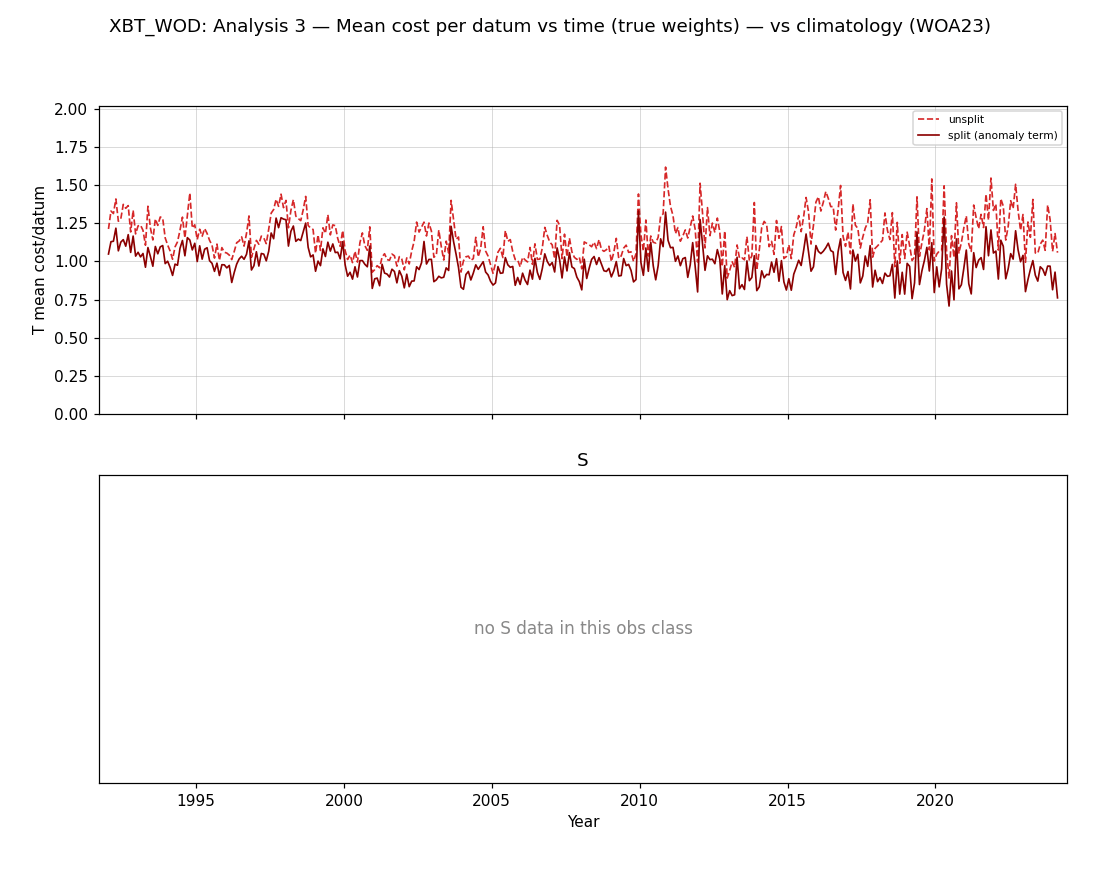 XBT_WOD: Analysis 3 — Mean cost per datum vs time (true weights) — vs climatology (WOA23)
2.00
1.75
1.50
1.25
1.00
0.75
0.50
0.25
0.00
T mean cost/datum
unsplit
split (anomaly term)
S
no S data in this obs class
1995
2000
2005
2010
2015
2020
Year